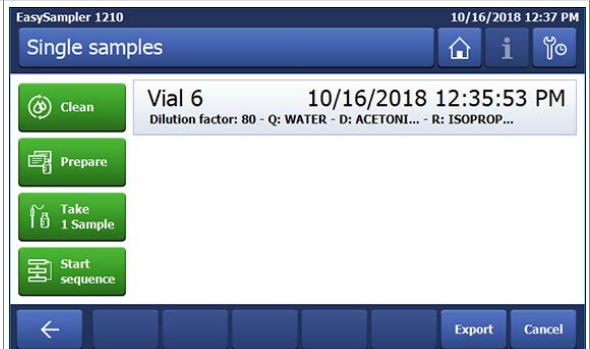 EasySampler 1210
10/16/2018 12:37 PM
Single samples
i
Clean
Prepare
Take
1 Sample
Start
sequence
Vial 6
10/16/2018 12:35:53 PM
Dilution factor: 80 - Q: WATER - D: ACETONI... - R: ISOPROP...
Export
Cancel